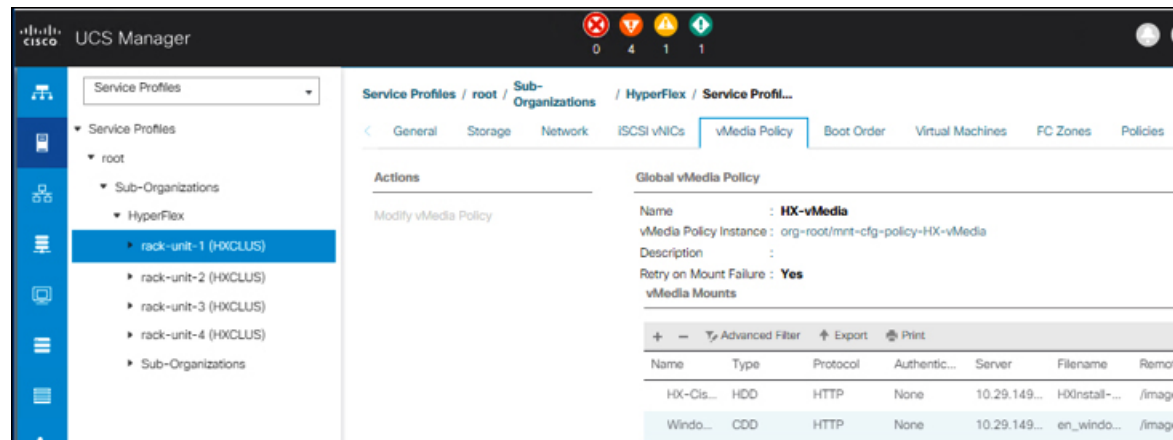 cisco UCS Manager
0 4 1 1
Service Profiles
Service Profiles
root
Sub-Organizations
HyperFlex
rack-unit-1 (HXCLUS)
rack-unit-2 (HXCLUS)
rack-unit-3 (HXCLUS)
rack-unit-4 (HXCLUS)
Sub-Organizations
Service Profiles / root / Sub-Organizations / HyperFlex / Service Profil...
General Storage Network iSCSI vNICs vMedia Policy Boot Order Virtual Machines FC Zones Policies
Actions
Modify vMedia Policy
Global vMedia Policy
Name : HX-vMedia
vMedia Policy Instance : org-root/mnt-cfg-policy-HX-vMedia
Description :
Retry on Mount Failure : Yes
vMedia Mounts
+ − Advanced Filter Export Print
Name Type Protocol Authentic... Server Filename Remo
HX-Cis... HDD HTTP None 10.29.149... HXInstall-... /image
Windo... CDD HTTP None 10.29.149... en_windo... /image